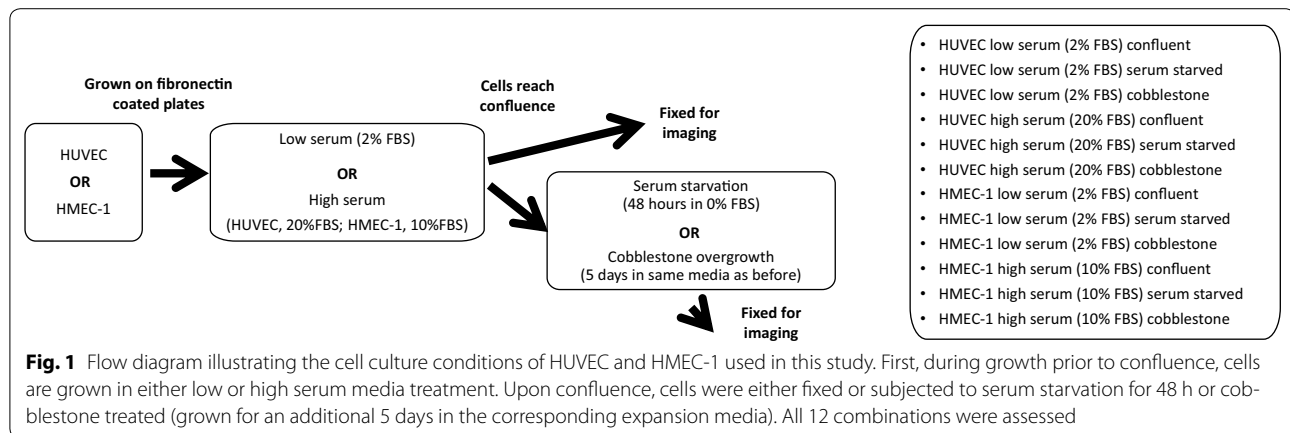 Grown on fibronectin
coated plates
HUVEC
OR
HMEC-1
Low serum (2% FBS)
OR
High serum
(HUVEC, 20%FBS; HMEC-1, 10%FBS)
Cells reach
confluence
Fixed for
imaging
Serum starvation
(48 hours in 0% FBS)
OR
Cobblestone overgrowth
(5 days in same media as before)
Fixed for
imaging
• HUVEC low serum (2% FBS) confluent
• HUVEC low serum (2% FBS) serum starved
• HUVEC low serum (2% FBS) cobblestone
• HUVEC high serum (20% FBS) confluent
• HUVEC high serum (20% FBS) serum starved
• HUVEC high serum (20% FBS) cobblestone
• HMEC-1 low serum (2% FBS) confluent
• HMEC-1 low serum (2% FBS) serum starved
• HMEC-1 low serum (2% FBS) cobblestone
• HMEC-1 high serum (10% FBS) confluent
• HMEC-1 high serum (10% FBS) serum starved
• HMEC-1 high serum (10% FBS) cobblestone
Fig. 1 Flow diagram illustrating the cell culture conditions of HUVEC and HMEC-1 used in this study. First, during growth prior to confluence, cells
are grown in either low or high serum media treatment. Upon confluence, cells were either fixed or subjected to serum starvation for 48 h or cob-
blestone treated (grown for an additional 5 days in the corresponding expansion media). All 12 combinations were assessed